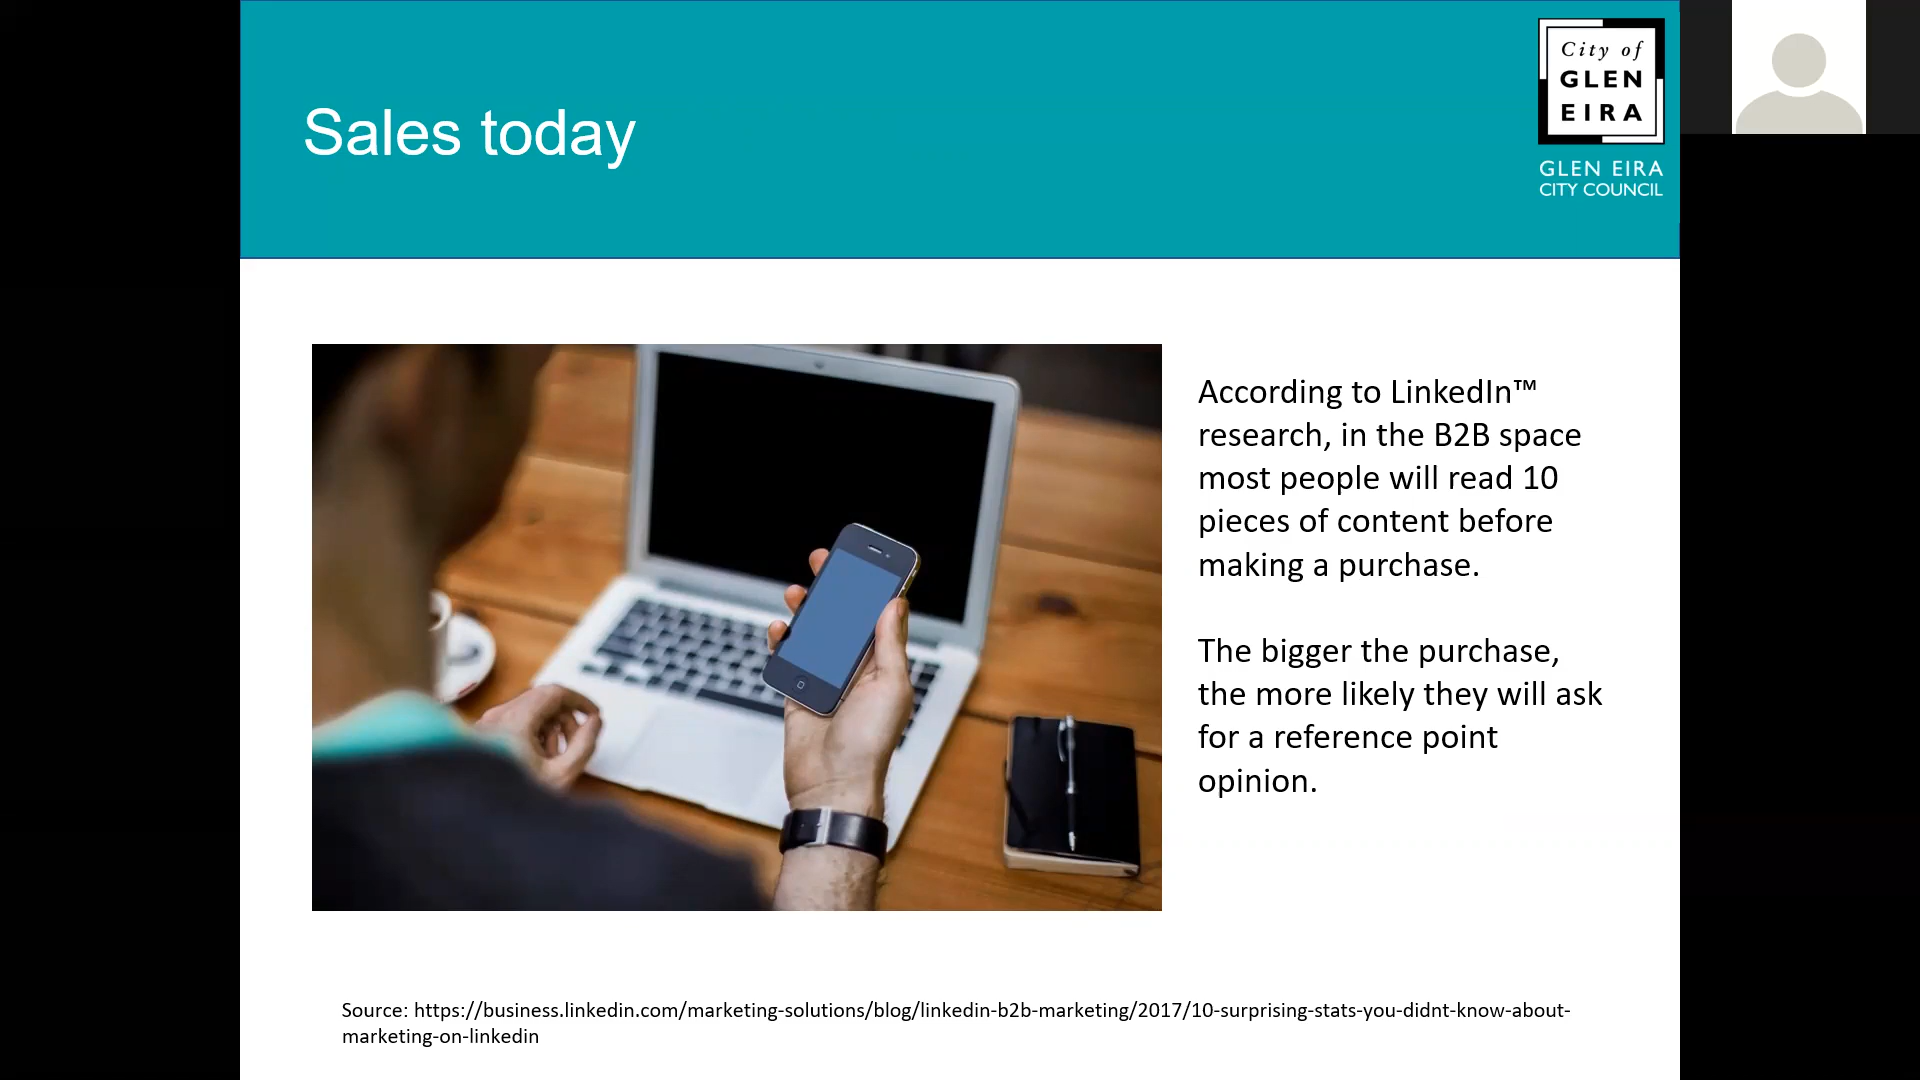 Sales today
City of
GLEN
EIRA
GLEN EIRA
CITY COUNCIL
According to LinkedIn™
research, in the B2B space
most people will read 10
pieces of content before
making a purchase.
The bigger the purchase,
the more likely they will ask
for a reference point
opinion.
Source: https://business.linkedin.com/marketing-solutions/blog/linkedin-b2b-marketing/2017/10-surprising-stats-you-didnt-know-about-
marketing-on-linkedin